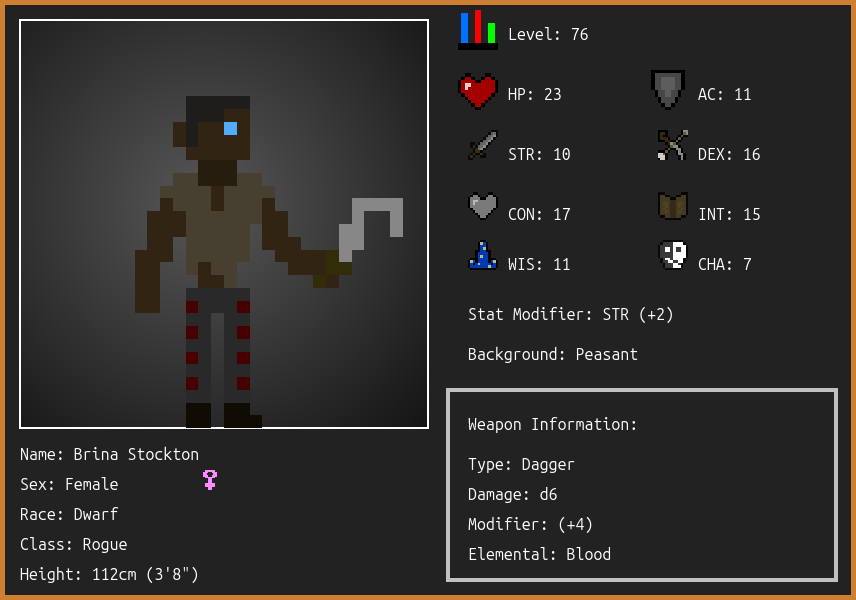 Level: 76
HP: 23
AC: 11
STR: 10
DEX: 16
CON: 17
INT: 15
WIS: 11
CHA: 7
Stat Modifier: STR (+2)
Background: Peasant
Weapon Information:
Type: Dagger
Damage: d6
Modifier: (+4)
Elemental: Blood
Name: Brina Stockton
Sex: Female
Race: Dwarf
Class: Rogue
Height: 112cm (3'8")